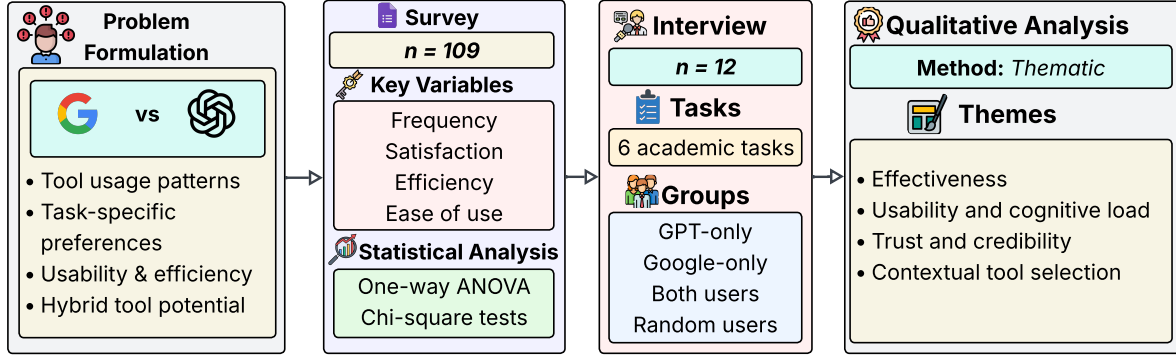 Problem
Formulation
vs
• Tool usage patterns
• Task-specific
preferences
• Usability & efficiency
• Hybrid tool potential
Survey
n = 109
Key Variables
Frequency
Satisfaction
Efficiency
Ease of use
Statistical Analysis
One-way ANOVA
Chi-square tests
Interview
n = 12
Tasks
6 academic tasks
Groups
GPT-only
Google-only
Both users
Random users
Qualitative Analysis
Method: Thematic
Themes
• Effectiveness
• Usability and cognitive load
• Trust and credibility
• Contextual tool selection